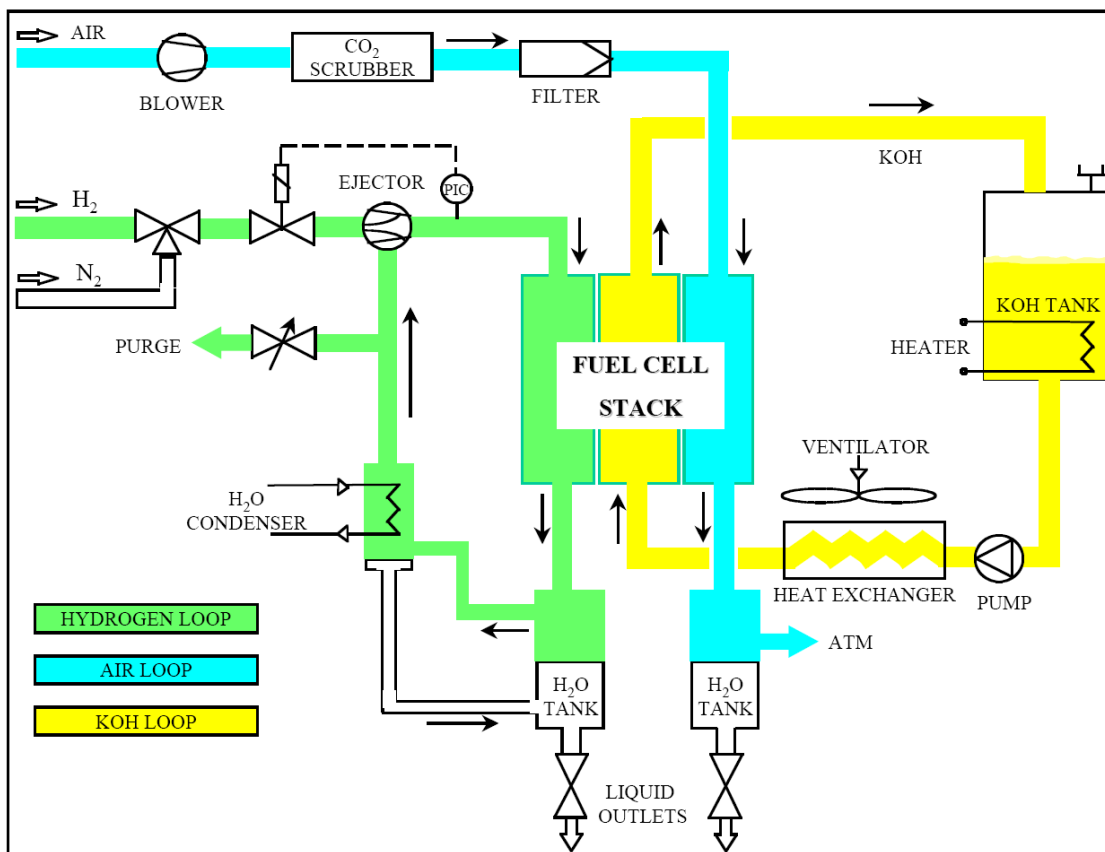 AIR
BLOWER
CO₂
SCRUBBER
FILTER
KOH
H₂
EJECTOR
PIC
N₂
PURGE
KOH TANK
HEATER
FUEL CELL
STACK
VENTILATOR
H₂O
CONDENSER
HEAT EXCHANGER
PUMP
HYDROGEN LOOP
AIR LOOP
KOH LOOP
ATM
H₂O
TANK
H₂O
TANK
LIQUID
OUTLETS